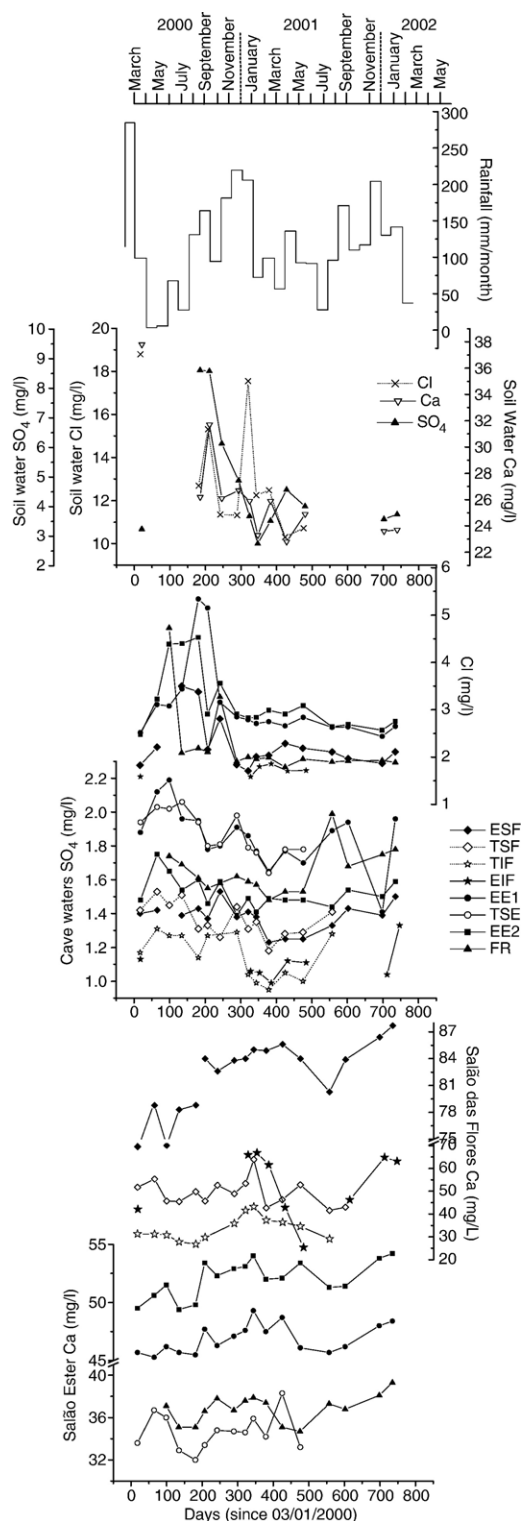 2000 2001 2002
March
May
July
September
November
January
March
May
July
September
November
January
March
May
300
250
200
150
100
50
0
Rainfall (mm/month)
10
9
8
7
6
5
4
3
2
Soil water SO4 (mg/l)
20
18
16
14
12
10
Soil water Cl (mg/l)
Cl
Ca
SO4
38
36
34
32
30
28
26
24
22
Soil Water Ca (mg/l)
0 100 200 300 400 500 600 700 800
6
5
4
3
2
1
Cl (mg/l)
2.2
2.0
1.8
1.6
1.4
1.2
1.0
Cave waters SO4 (mg/l)
ESF
TSF
TIF
EIF
EE1
TSE
EE2
FR
0 100 200 300 400 500 600 700 800
87
84
81
78
75
70
60
50
40
30
20
Salão das Flores Ca (mg/L)
55
50
45
40
36
32
Salão Ester Ca (mg/l)
0 100 200 300 400 500 600 700 800
Days (since 03/01/2000)